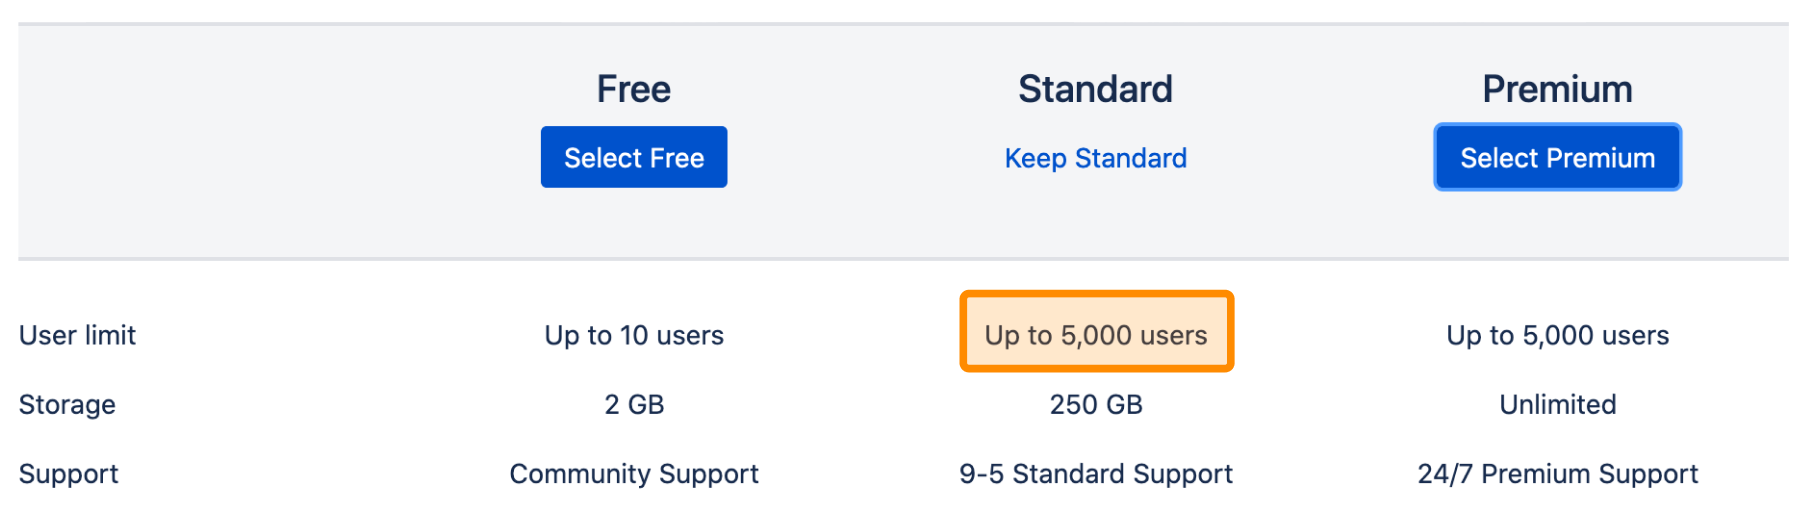 Free Standard Premium
Select Free Keep Standard Select Premium
User limit Up to 10 users Up to 5,000 users Up to 5,000 users
Storage 2 GB 250 GB Unlimited
Support Community Support 9-5 Standard Support 24/7 Premium Support